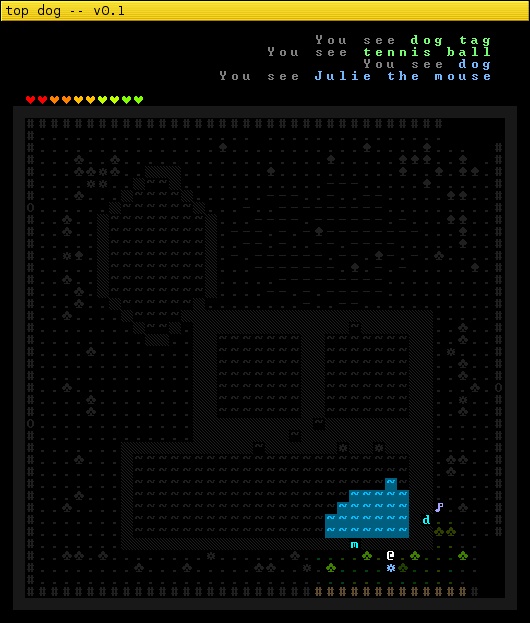 top dog -- v0.1
You see dog tag
You see tennis ball
You see dog
You see Julie the mouse